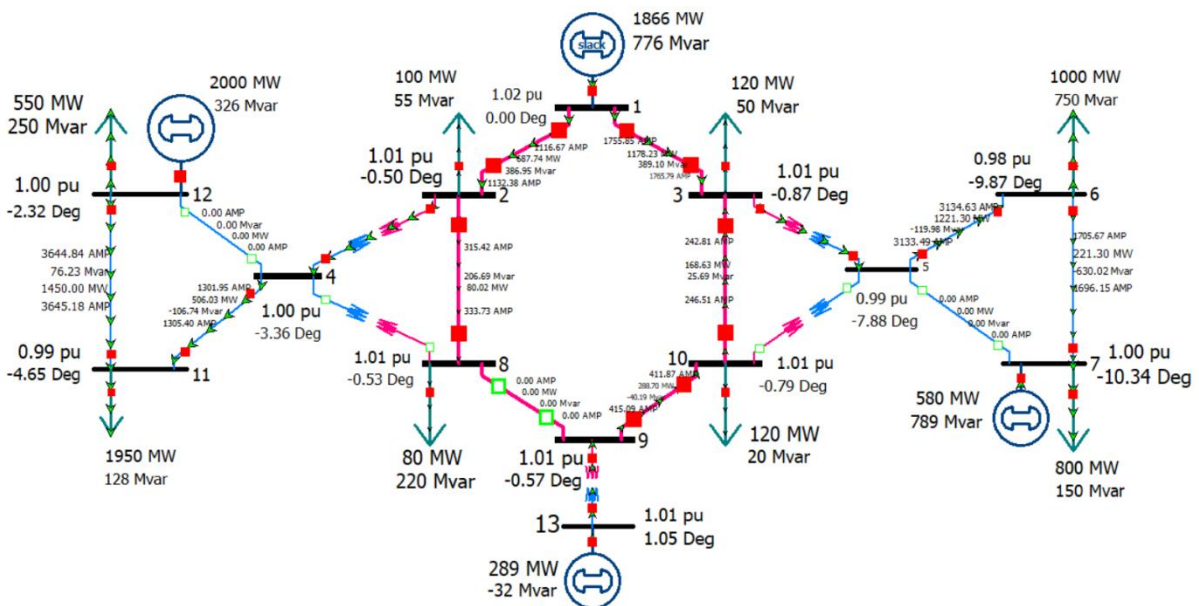 1866 MW
776 Mvar
slack
1.02 pu
0.00 Deg
1
550 MW
250 Mvar
2000 MW
326 Mvar
100 MW
55 Mvar
120 MW
50 Mvar
1000 MW
750 Mvar
1116.67 AMP
687.74 MW
386.95 Mvar
1132.38 AMP
1755.85 AMP
1178.23 MW
389.10 Mvar
1765.79 AMP
1.00 pu
-2.32 Deg
12
1.01 pu
-0.50 Deg
2
3
1.01 pu
-0.87 Deg
0.98 pu
-9.87 Deg
6
0.00 AMP
0.00 Mvar
0.00 MW
0.00 AMP
3644.84 AMP
76.23 Mvar
1450.00 MW
3645.18 AMP
4
1.00 pu
-3.36 Deg
1301.95 AMP
506.03 MW
-106.74 Mvar
1305.40 AMP
315.42 AMP
206.69 Mvar
80.02 MW
333.73 AMP
242.81 AMP
168.63 MW
25.69 Mvar
246.51 AMP
5
0.99 pu
-7.88 Deg
3134.63 AMP
1221.30 MW
-119.98 Mvar
3133.49 AMP
1705.67 AMP
221.30 MW
-630.02 Mvar
1696.15 AMP
0.00 AMP
0.00 MW
0.00 Mvar
0.00 AMP
0.99 pu
-4.65 Deg
11
1.01 pu
-0.53 Deg
8
10
1.01 pu
-0.79 Deg
7
1.00 pu
-10.34 Deg
0.00 AMP
0.00 MW
0.00 Mvar
0.00 AMP
411.87 AMP
288.70 MW
-40.19 Mvar
415.09 AMP
9
1.01 pu
-0.57 Deg
580 MW
789 Mvar
1950 MW
128 Mvar
80 MW
220 Mvar
120 MW
20 Mvar
800 MW
150 Mvar
13
1.01 pu
1.05 Deg
289 MW
-32 Mvar